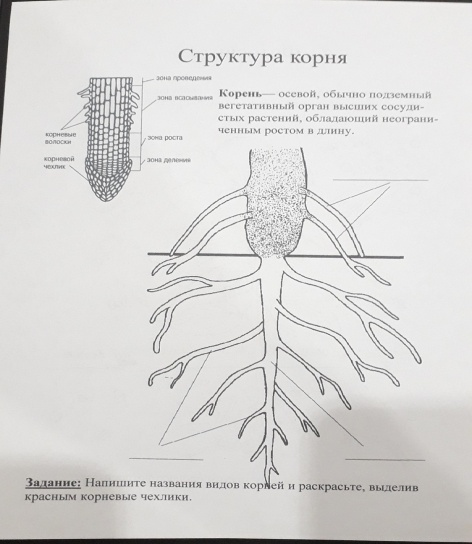 Структура корня
зона проведения
Корень— осевой, обычно подземный
зона всасывания
вегетативный орган высших сосуди-
стых растений, обладающий неограни-
ченным ростом в длину.
корневые
волоски
зона роста
корневой
чехлик
зона деления
Задание: Напишите названия видов корней и раскрасьте, выделив
красным корневые чехлики.